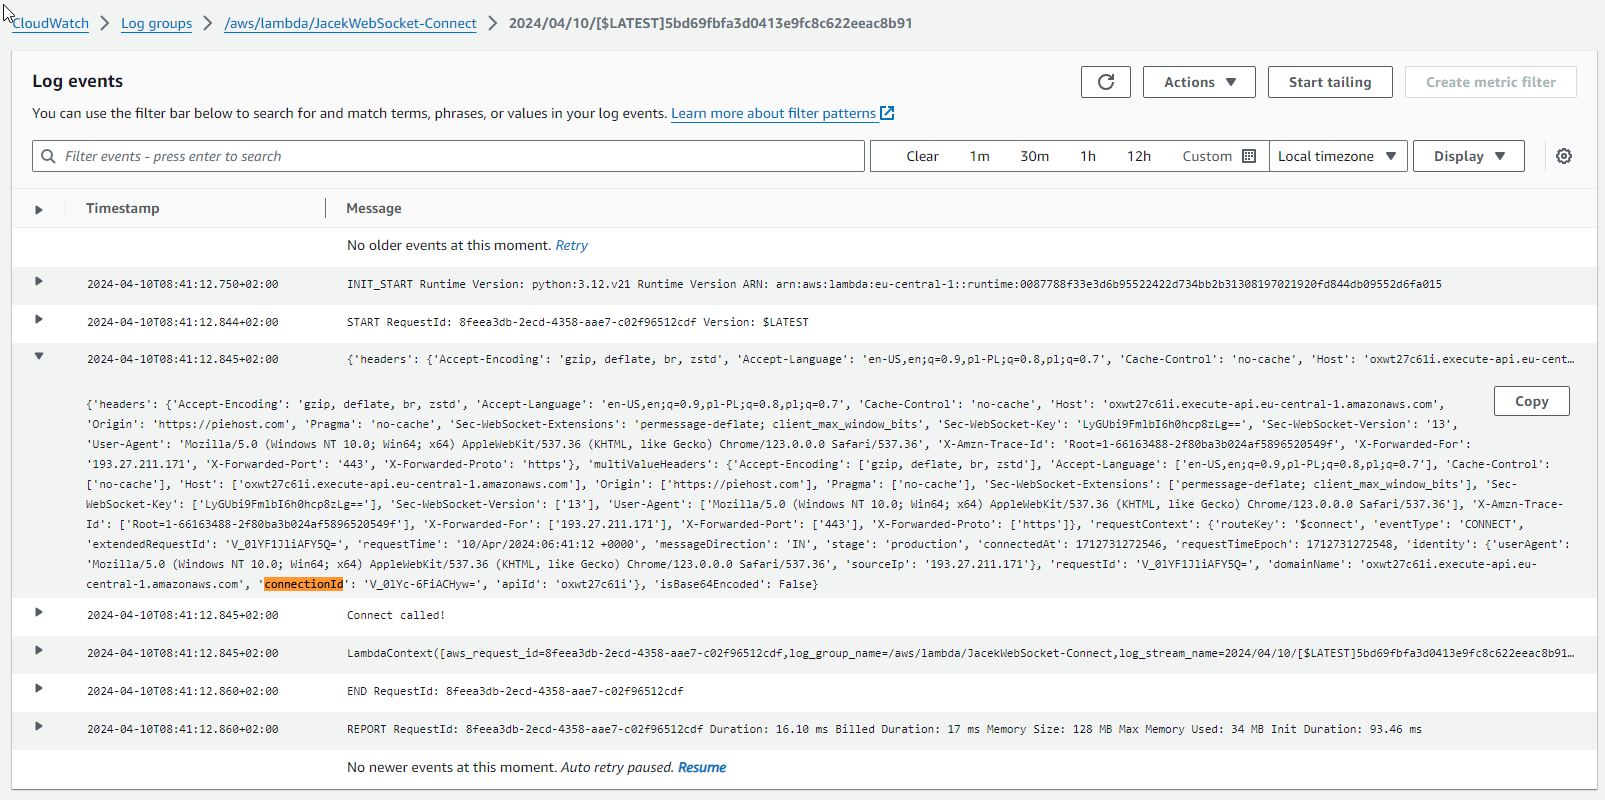 CloudWatch > Log groups > /aws/lambda/JacekWebSocket-Connect > 2024/04/10/[$LATEST]5bd69fbfa3d0413e9fc8c622eeac8b91
Log events
Actions Start tailing Create metric filter
You can use the filter bar below to search for and match terms, phrases, or values in your log events. Learn more about filter patterns
Filter events - press enter to search Clear 1m 30m 1h 12h Custom Local timezone Display
Timestamp Message
No older events at this moment. Retry
2024-04-10T08:41:12.750+02:00 INIT_START Runtime Version: python:3.12.v21 Runtime Version ARN: arn:aws:lambda:eu-central-1::runtime:0087788f33e3d6b95522422d734bb2b31308197021920fd844db09552d6fa015
2024-04-10T08:41:12.844+02:00 START RequestId: 8feea3db-2ecd-4358-aae7-c02f96512cdf Version: $LATEST
2024-04-10T08:41:12.845+02:00 {'headers': {'Accept-Encoding': 'gzip, deflate, br, zstd', 'Accept-Language': 'en-US,en;q=0.9,pl-PL;q=0.8,pl;q=0.7', 'Cache-Control': 'no-cache', 'Host': 'oxwt27c61i.execute-api.eu-cent…
Copy
{'headers': {'Accept-Encoding': 'gzip, deflate, br, zstd', 'Accept-Language': 'en-US,en;q=0.9,pl-PL;q=0.8,pl;q=0.7', 'Cache-Control': 'no-cache', 'Host': 'oxwt27c61i.execute-api.eu-central-1.amazonaws.com',
'Origin': 'https://piehost.com', 'Pragma': 'no-cache', 'Sec-WebSocket-Extensions': 'permessage-deflate; client_max_window_bits', 'Sec-WebSocket-Key': 'LyGUbi9FmlbI6h0hcp8zLg==', 'Sec-WebSocket-Version': '13',
'User-Agent': 'Mozilla/5.0 (Windows NT 10.0; Win64; x64) AppleWebKit/537.36 (KHTML, like Gecko) Chrome/123.0.0.0 Safari/537.36', 'X-Amzn-Trace-Id': 'Root=1-66163488-2f80ba3b024af5896520549f', 'X-Forwarded-For':
'193.27.211.171', 'X-Forwarded-Port': '443', 'X-Forwarded-Proto': 'https'}, 'multiValueHeaders': {'Accept-Encoding': ['gzip, deflate, br, zstd'], 'Accept-Language': ['en-US,en;q=0.9,pl-PL;q=0.8,pl;q=0.7'], 'Cache-Control':
['no-cache'], 'Host': ['oxwt27c61i.execute-api.eu-central-1.amazonaws.com'], 'Origin': ['https://piehost.com'], 'Pragma': ['no-cache'], 'Sec-WebSocket-Extensions': ['permessage-deflate; client_max_window_bits'], 'Sec-
WebSocket-Key': ['LyGUbi9FmlbI6h0hcp8zLg=='], 'Sec-WebSocket-Version': ['13'], 'User-Agent': ['Mozilla/5.0 (Windows NT 10.0; Win64; x64) AppleWebKit/537.36 (KHTML, like Gecko) Chrome/123.0.0.0 Safari/537.36'], 'X-Amzn-Trace-
Id': ['Root=1-66163488-2f80ba3b024af5896520549f'], 'X-Forwarded-For': ['193.27.211.171'], 'X-Forwarded-Port': ['443'], 'X-Forwarded-Proto': ['https']}, 'requestContext': {'routeKey': '$connect', 'eventType': 'CONNECT',
'extendedRequestId': 'V_0lYF1JliAFY5Q=', 'requestTime': '10/Apr/2024:06:41:12 +0000', 'messageDirection': 'IN', 'stage': 'production', 'connectedAt': 1712731272546, 'requestTimeEpoch': 1712731272548, 'identity': {'userAgent':
'Mozilla/5.0 (Windows NT 10.0; Win64; x64) AppleWebKit/537.36 (KHTML, like Gecko) Chrome/123.0.0.0 Safari/537.36', 'sourceIp': '193.27.211.171'}, 'requestId': 'V_0lYF1JliAFY5Q=', 'domainName': 'oxwt27c61i.execute-api.eu-
central-1.amazonaws.com', 'connectionId': 'V_0lYc-6FiACHyw=', 'apiId': 'oxwt27c61i'}, 'isBase64Encoded': False}
2024-04-10T08:41:12.845+02:00 Connect called!
2024-04-10T08:41:12.845+02:00 LambdaContext([aws_request_id=8feea3db-2ecd-4358-aae7-c02f96512cdf,log_group_name=/aws/lambda/JacekWebSocket-Connect,log_stream_name=2024/04/10/[$LATEST]5bd69fbfa3d0413e9fc8c622eeac8b91…
2024-04-10T08:41:12.860+02:00 END RequestId: 8feea3db-2ecd-4358-aae7-c02f96512cdf
2024-04-10T08:41:12.860+02:00 REPORT RequestId: 8feea3db-2ecd-4358-aae7-c02f96512cdf Duration: 16.10 ms Billed Duration: 17 ms Memory Size: 128 MB Max Memory Used: 34 MB Init Duration: 93.46 ms
No newer events at this moment. Auto retry paused. Resume